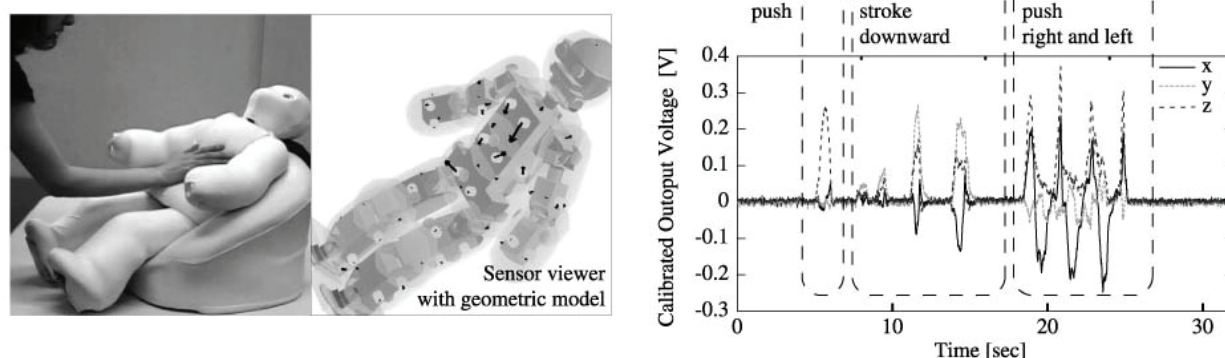 Sensor viewer
with geometric model
push
stroke
downward
push
right and left
Calibrated Outoput Voltage [V]
0.4
0.3
0.2
0.1
0
-0.1
-0.2
-0.3
x
y
z
0
10
20
30
Time [sec]